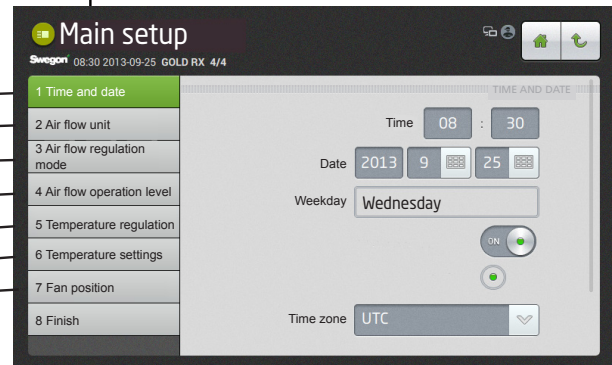 Main setup
Swegon 08:30 2013-09-25 GOLD RX 4/4
1 Time and date
TIME AND DATE
2 Air flow unit
3 Air flow regulation
mode
4 Air flow operation level
5 Temperature regulation
6 Temperature settings
7 Fan position
8 Finish
Time 08 : 30
Date 2013 9 25
Weekday Wednesday
ON
Time zone UTC